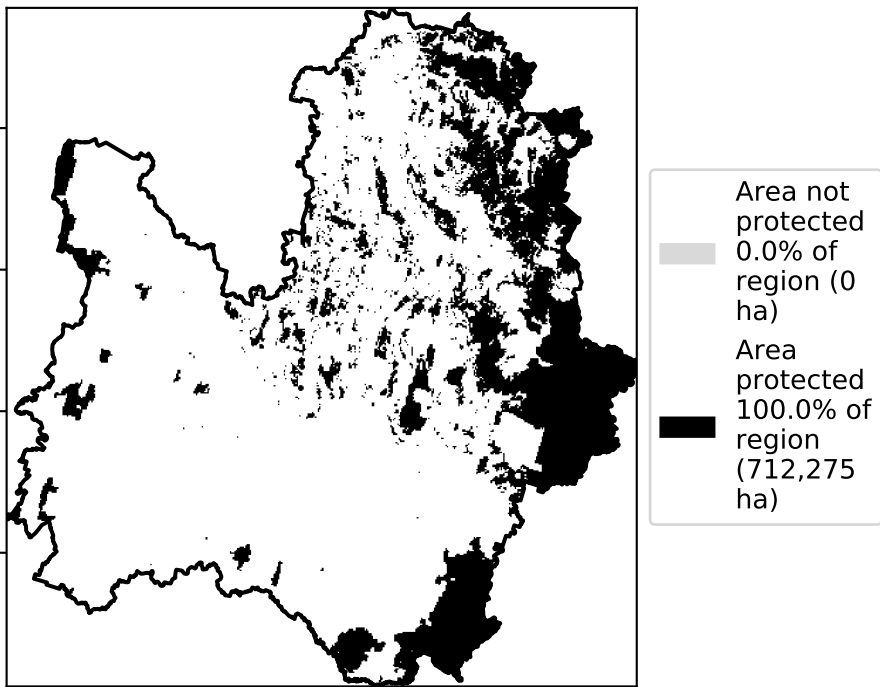 Area not
protected
0.0% of
region (0
ha)
Area
protected
100.0% of
region
(712,275
ha)